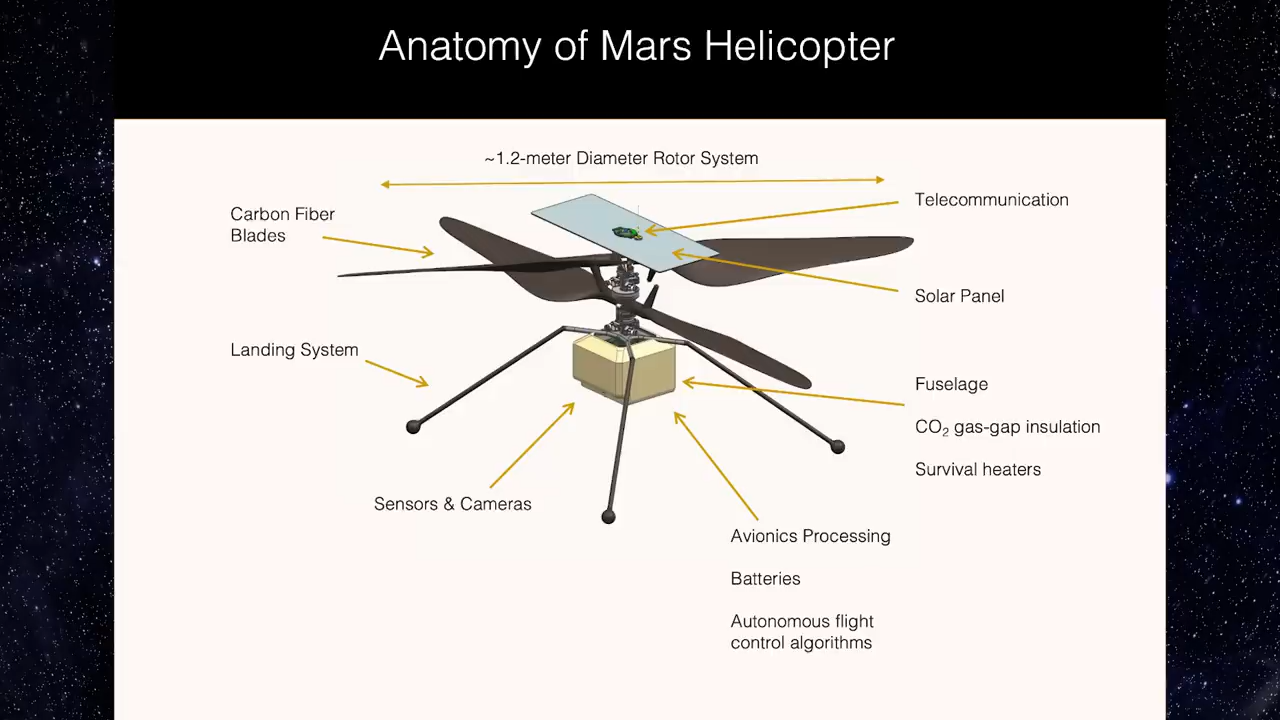 Anatomy of Mars Helicopter
~1.2-meter Diameter Rotor System
Carbon Fiber
Blades
Telecommunication
Solar Panel
Landing System
Fuselage
CO₂ gas-gap insulation
Survival heaters
Sensors & Cameras
Avionics Processing
Batteries
Autonomous flight
control algorithms